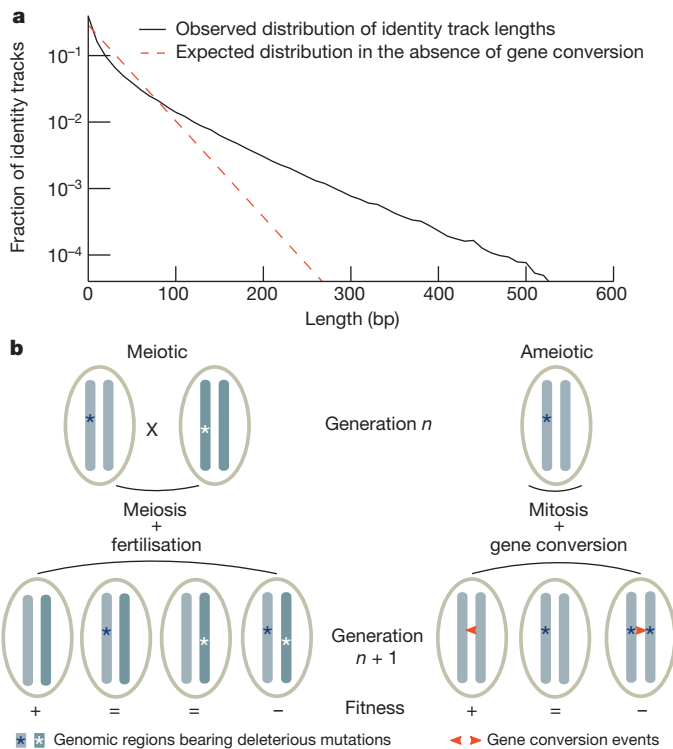 a
Observed distribution of identity track lengths
Expected distribution in the absence of gene conversion
Fraction of identity tracks
10⁻¹
10⁻²
10⁻³
10⁻⁴
0 100 200 300 400 500 600
Length (bp)
b
Meiotic Ameiotic
* X * Generation n *
Meiosis Mitosis
+ +
fertilisation gene conversion
* * * * Generation * * *
n + 1
+ = = − Fitness + = −
* * Genomic regions bearing deleterious mutations Gene conversion events